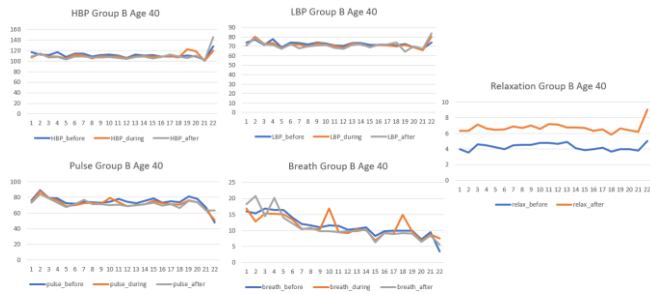 HBP Group B Age 40
160
140
120
100
80
60
40
20
0
1 2 3 4 5 6 7 8 9 10 11 12 13 14 15 16 17 18 19 20 21 22
HBP_before HBP_during HBP_after
LBP Group B Age 40
90
80
70
60
50
40
30
20
10
0
1 2 3 4 5 6 7 8 9 10 11 12 13 14 15 16 17 18 19 20 21 22
LBP_before LBP_during LBP_after
Relaxation Group B Age 40
10
8
6
4
2
0
1 2 3 4 5 6 7 8 9 10 11 12 13 14 15 16 17 18 19 20 21 22
relax_before relax_after
Pulse Group B Age 40
100
80
60
40
20
0
1 2 3 4 5 6 7 8 9 10 11 12 13 14 15 16 17 18 19 20 21 22
pulse_before pulse_during pulse_after
Breath Group B Age 40
25
20
15
10
5
0
1 2 3 4 5 6 7 8 9 10 11 12 13 14 15 16 17 18 19 20 21 22
breath_before breath_during breath_after